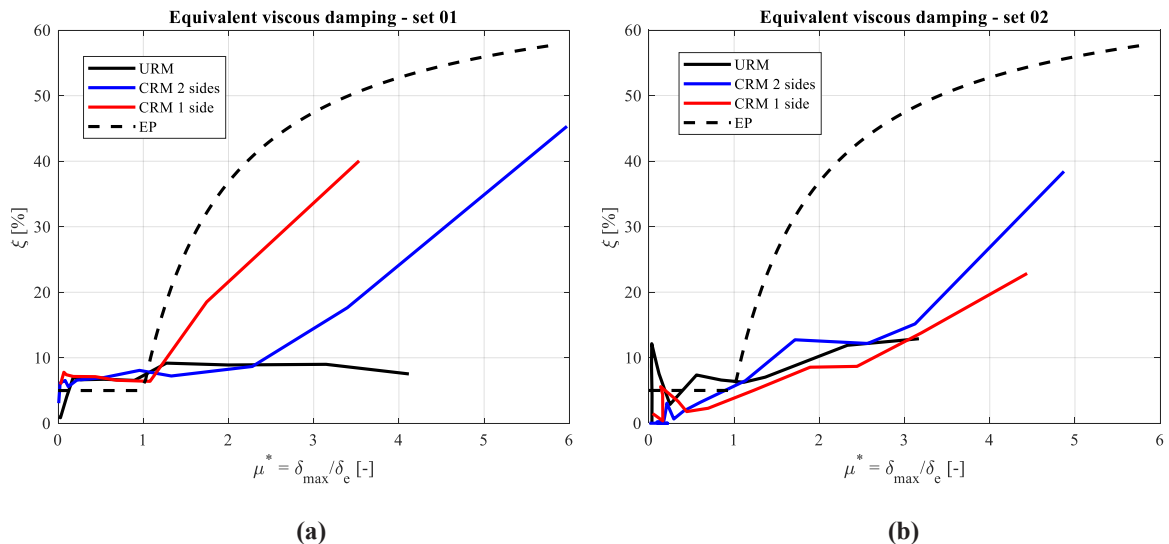 Equivalent viscous damping - set 01
60
50
40
30
20
10
0
ξ [%]
URM
CRM 2 sides
CRM 1 side
EP
0 1 2 3 4 5 6
μ* = δmax/δe [-]
(a)
Equivalent viscous damping - set 02
60
50
40
30
20
10
0
ξ [%]
URM
CRM 2 sides
CRM 1 side
EP
0 1 2 3 4 5 6
μ* = δmax/δe [-]
(b)